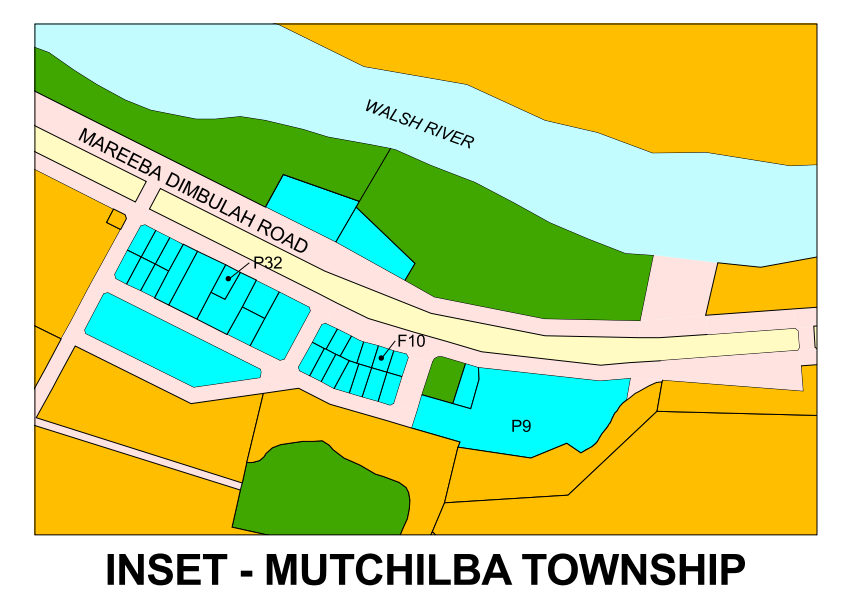 WALSH RIVER
MAREEBA DIMBULAH ROAD
P32
F10
P9
INSET - MUTCHILBA TOWNSHIP